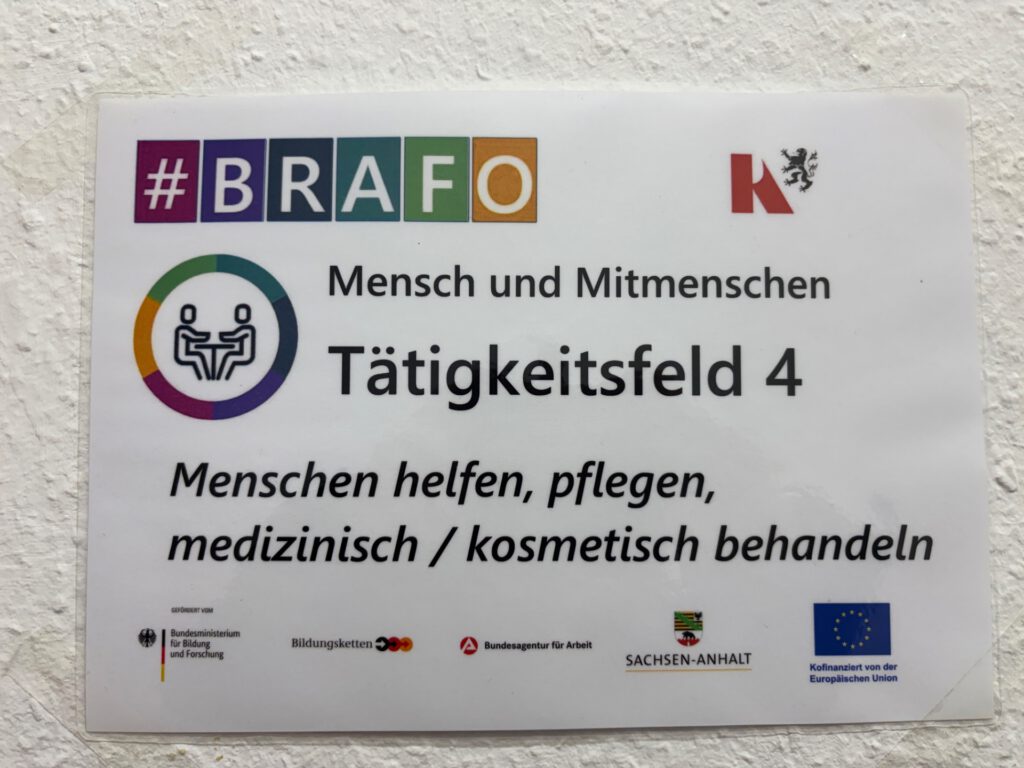 #BRAFO
K
Mensch und Mitmenschen
Tätigkeitsfeld 4
Menschen helfen, pflegen,
medizinisch / kosmetisch behandeln
GEFÖRDERT VOM
Bundesministerium
für Bildung
und Forschung
Bildungsketten
Bundesagentur für Arbeit
SACHSEN-ANHALT
Kofinanziert von der
Europäischen Union